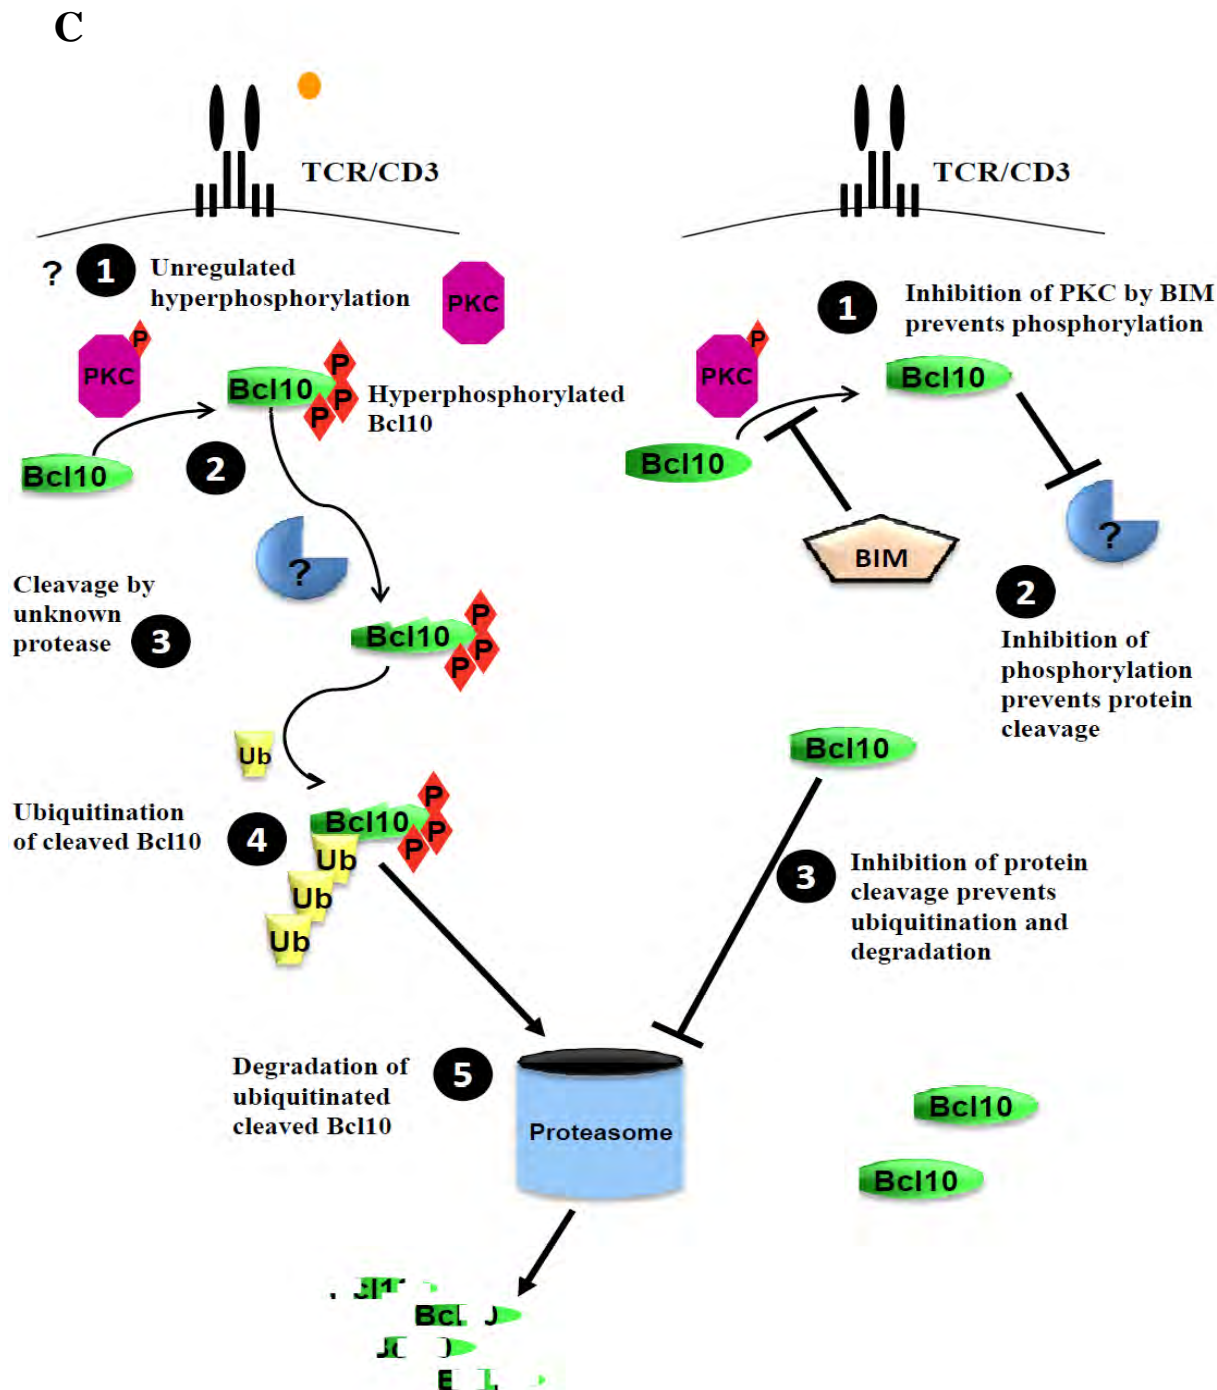 C
TCR/CD3
? 1 Unregulated
hyperphosphorylation
PKC
P
PKC
Bcl10
P
P
P
Hyperphosphorylated
Bcl10
2
Bcl10
?
Cleavage by
unknown
protease
3
Bcl10
P
P
P
Ub
Ubiquitination
of cleaved Bcl10
4
Bcl10
P
P
P
Ub
Ub
Ub
Degradation of
ubiquitinated
cleaved Bcl10
5
Proteasome
Bcl
TCR/CD3
1
Inhibition of PKC by BIM
prevents phosphorylation
P
PKC
Bcl10
Bcl10
BIM
?
2
Inhibition of
phosphorylation
prevents protein
cleavage
Bcl10
3
Inhibition of protein
cleavage prevents
ubiquitination and
degradation
Bcl10
Bcl10